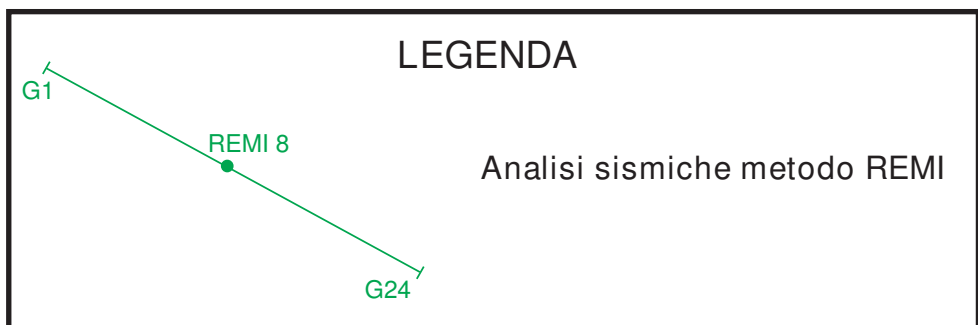 LEGENDA
G1
REMI 8
Analisi sismiche metodo REMI
G24